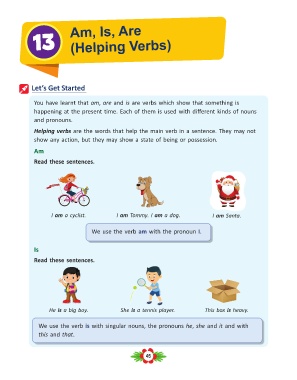 13
Am, Is, Are
(Helping Verbs)
Let's Get Started
You have learnt that am, are and is are verbs which show that something is
happening at the present time. Each of them is used with different kinds of nouns
and pronouns.
Helping verbs are the words that help the main verb in a sentence. They may not
show any action, but they may show a state of being or possession.
Am
Read these sentences.
I am a cyclist.
I am Tommy. I am a dog.
I am Santa.
We use the verb am with the pronoun I.
Is
Read these sentences.
He is a big boy.
She is a tennis player.
This box is heavy.
We use the verb is with singular nouns, the pronouns he, she and it and with
this and that.
45